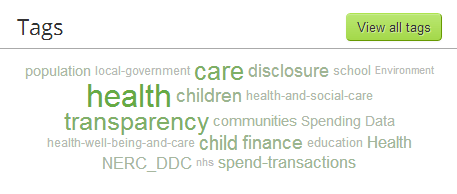 Tags
View all tags
population local-government care disclosure school Environment
health children health-and-social-care
transparency communities Spending Data
health-well-being-and-care child finance education Health
NERC_DDC nhs spend-transactions